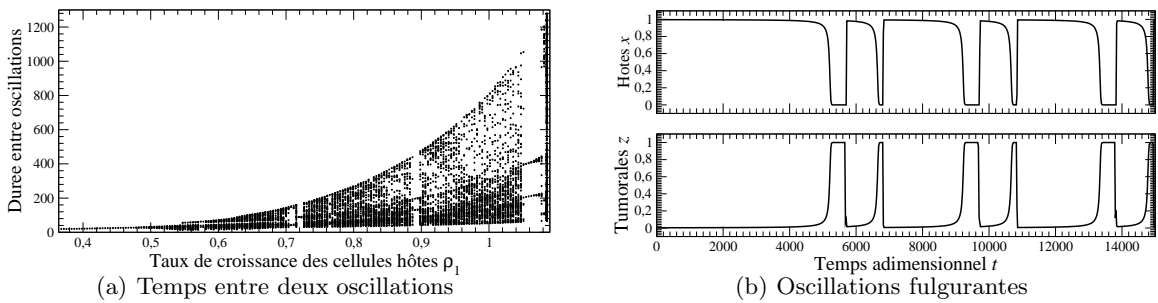 1200
1000
800
600
400
200
0
Duree entre oscillations
0,4 0,5 0,6 0,7 0,8 0,9 1
Taux de croissance des cellules hôtes ρ1
(a) Temps entre deux oscillations
1
0,8
0,6
0,4
0,2
0
Hotes x
1
0,8
0,6
0,4
0,2
0
Tumorales z
0 2000 4000 6000 8000 10000 12000 14000
Temps adimensionnel t
(b) Oscillations fulgurantes